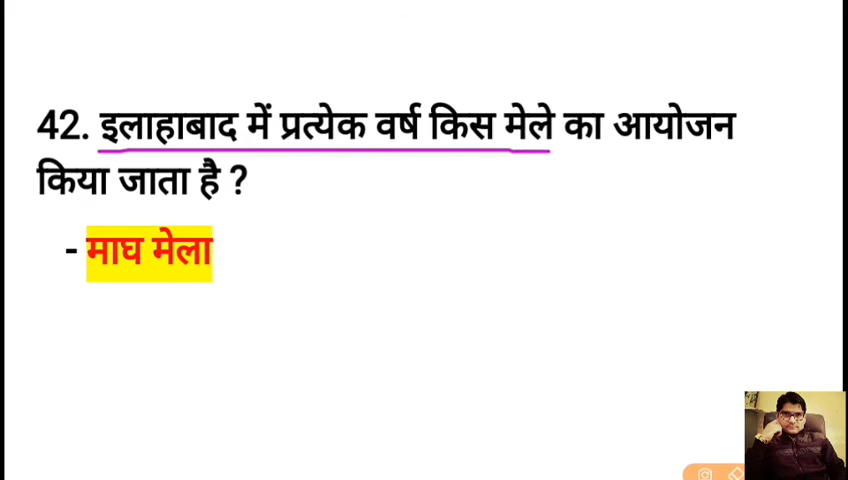 42. इलाहाबाद में प्रत्येक वर्ष किस मेले का आयोजन
किया जाता है ?
- माघ मेला